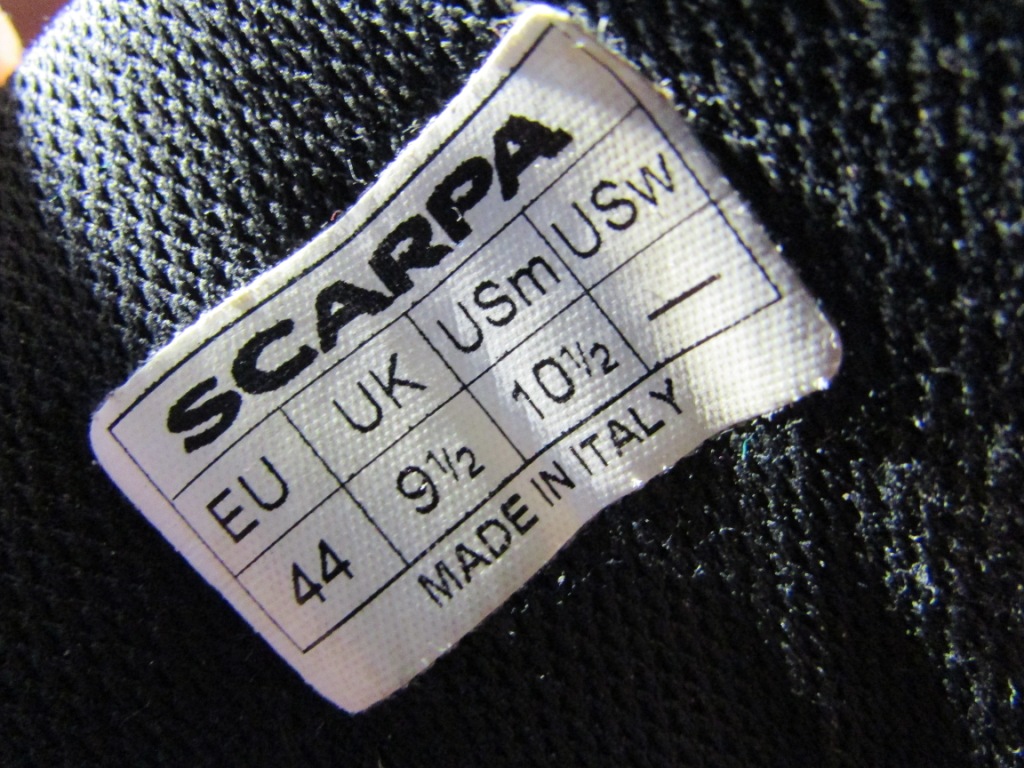 SCARPA
EU UK USm USw
44 9½ 10½ —
MADE IN ITALY